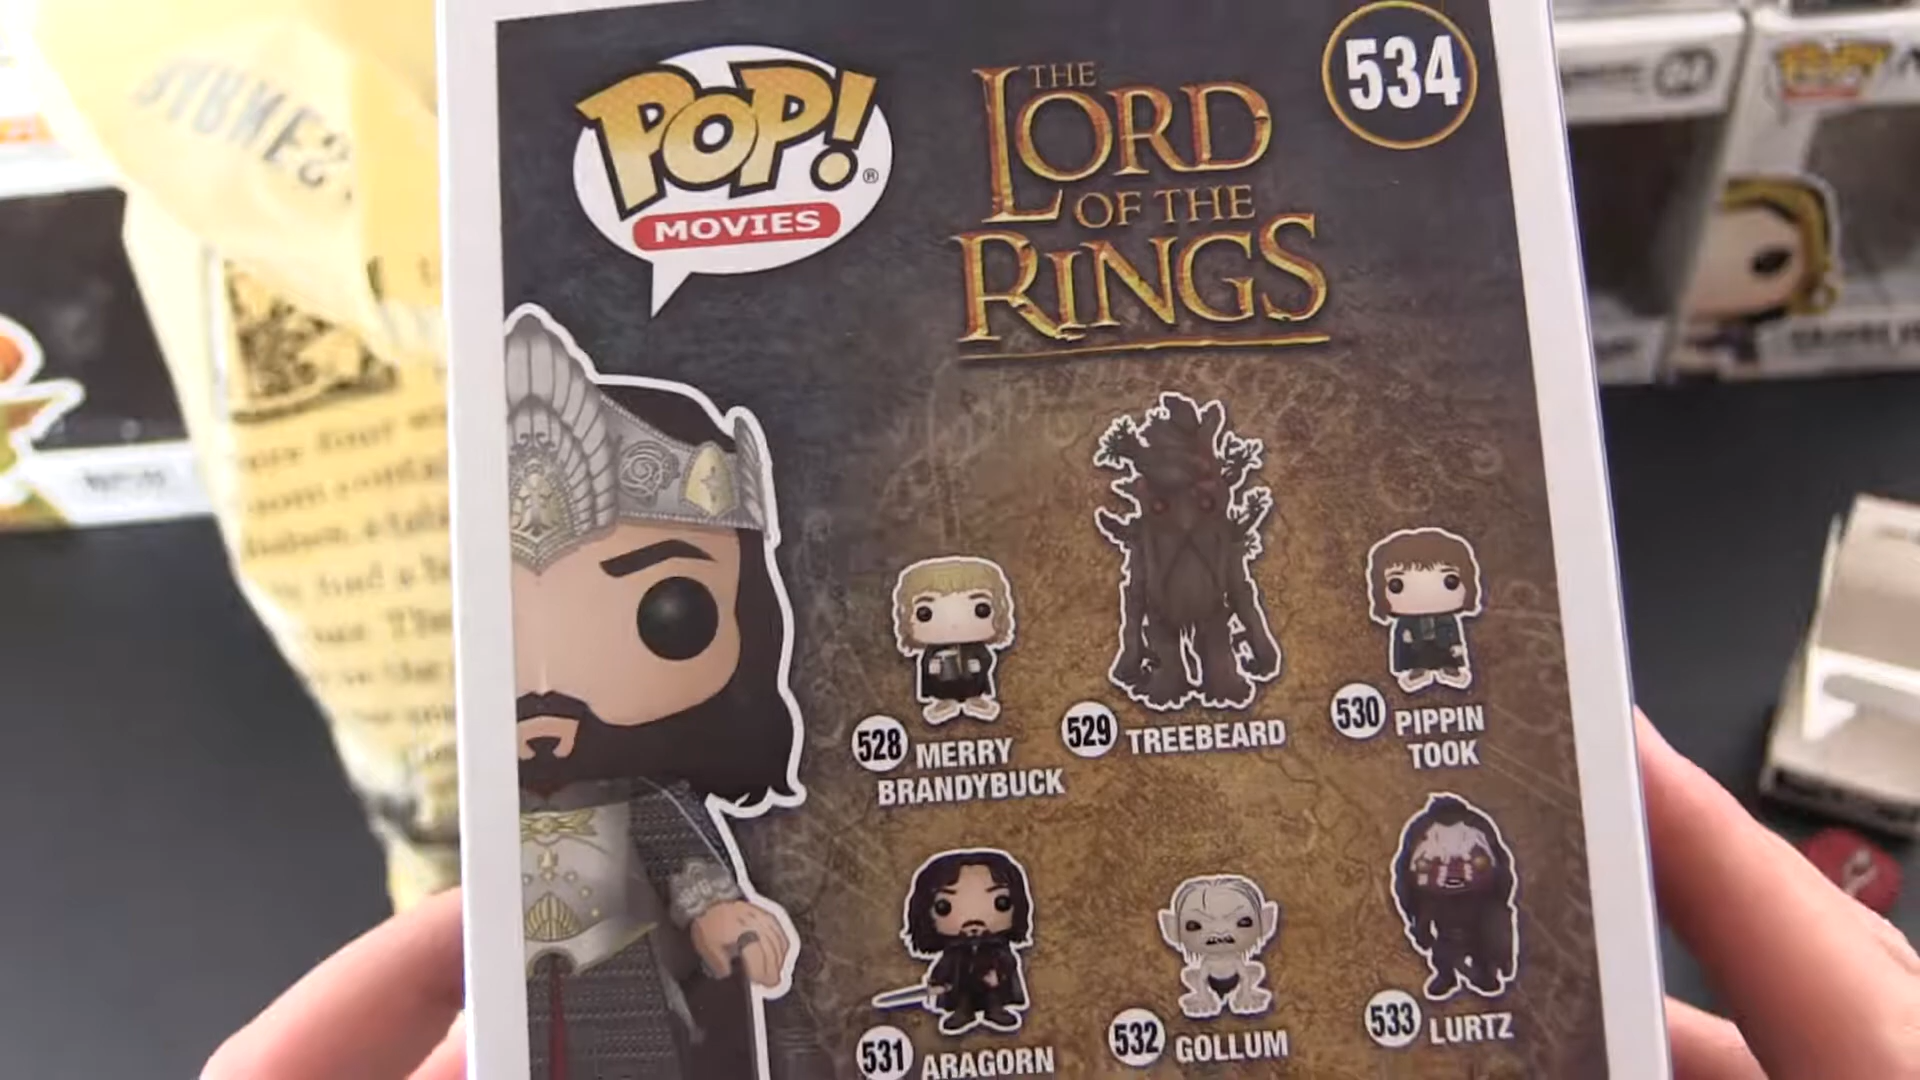 POP!®
MOVIES
THE
LORD
OF THE
RINGS
534
528 MERRY
BRANDYBUCK
529 TREEBEARD
530 PIPPIN
TOOK
531 ARAGORN
532 GOLLUM
533 LURTZ